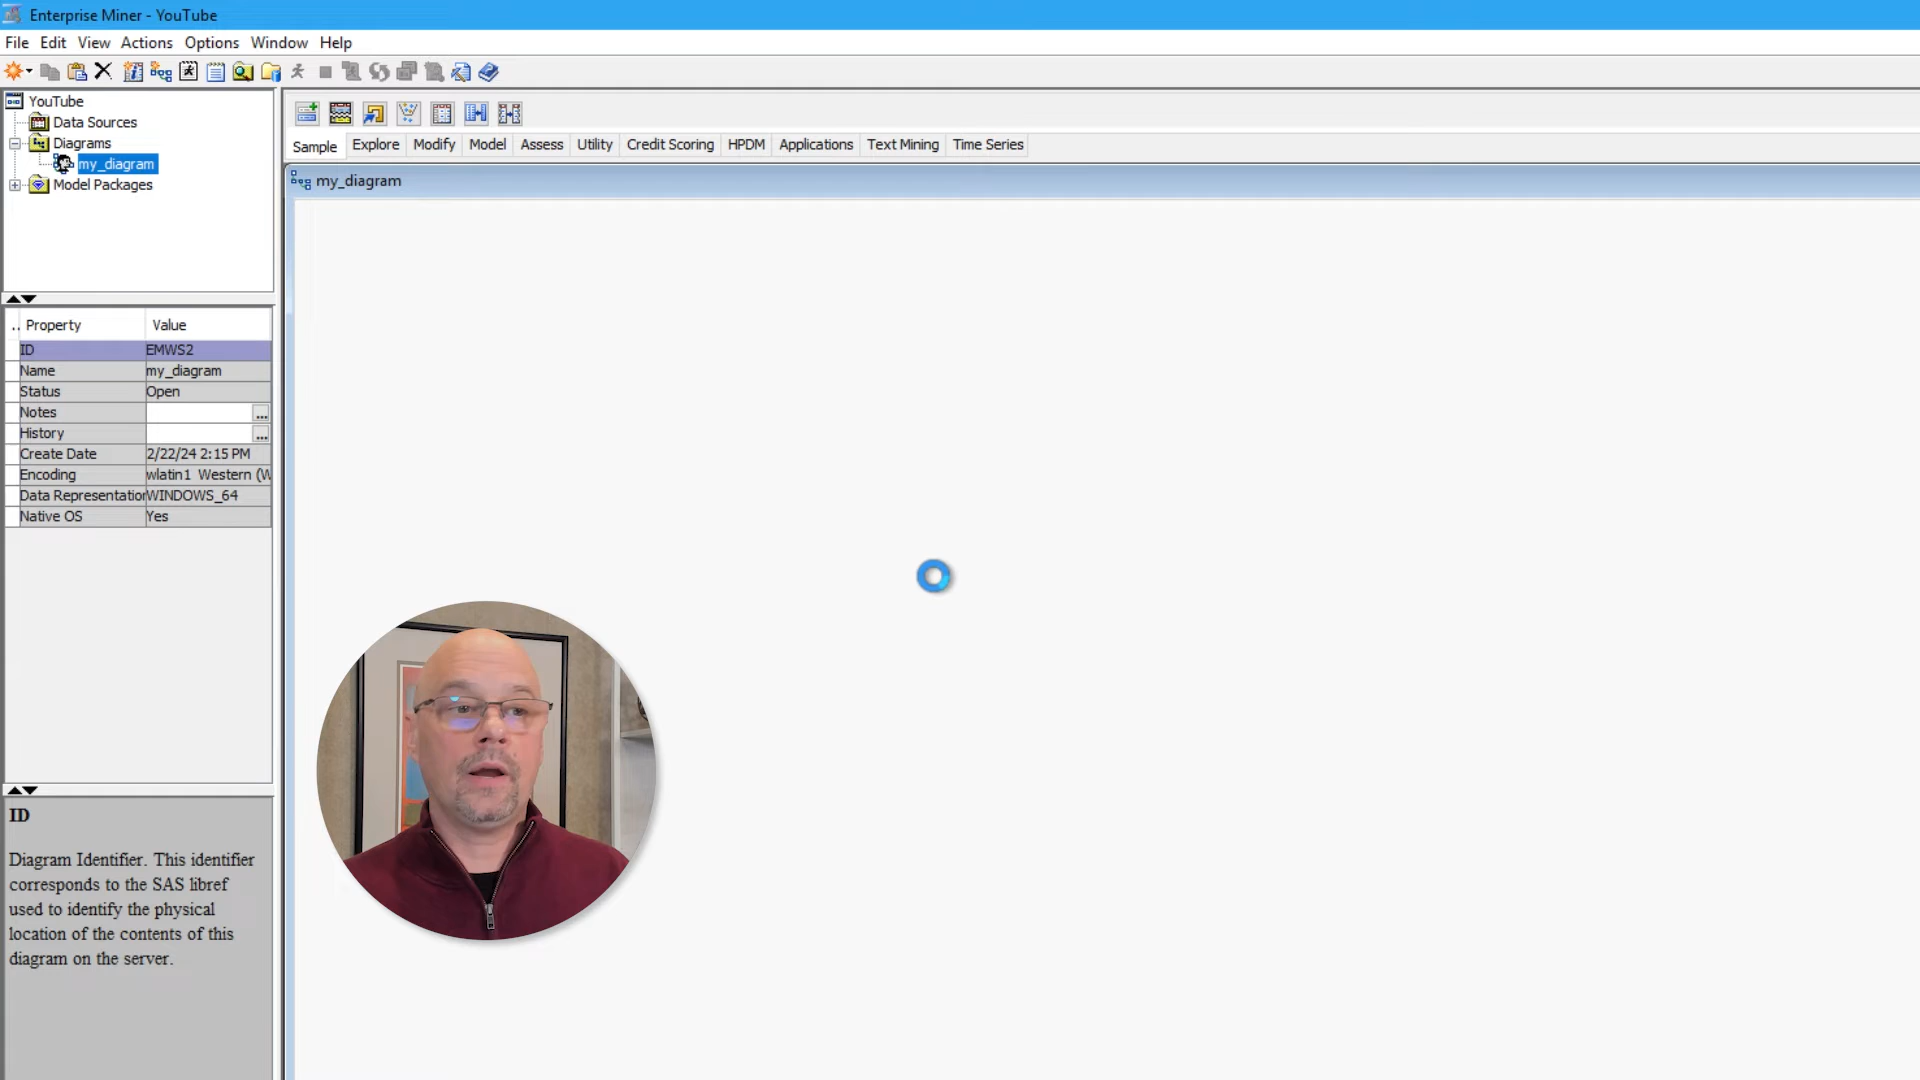 Enterprise Miner - YouTube
File Edit View Actions Options Window Help
YouTube
Data Sources
Diagrams
my_diagram
Model Packages
Sample Explore Modify Model Assess Utility Credit Scoring HPDM Applications Text Mining Time Series
my_diagram
.. Property Value
ID EMWS2
Name my_diagram
Status Open
Notes ...
History ...
Create Date 2/22/24 2:15 PM
Encoding wlatin1 Western (W
Data Representation WINDOWS_64
Native OS Yes
ID
Diagram Identifier. This identifier
corresponds to the SAS libref
used to identify the physical
location of the contents of this
diagram on the server.